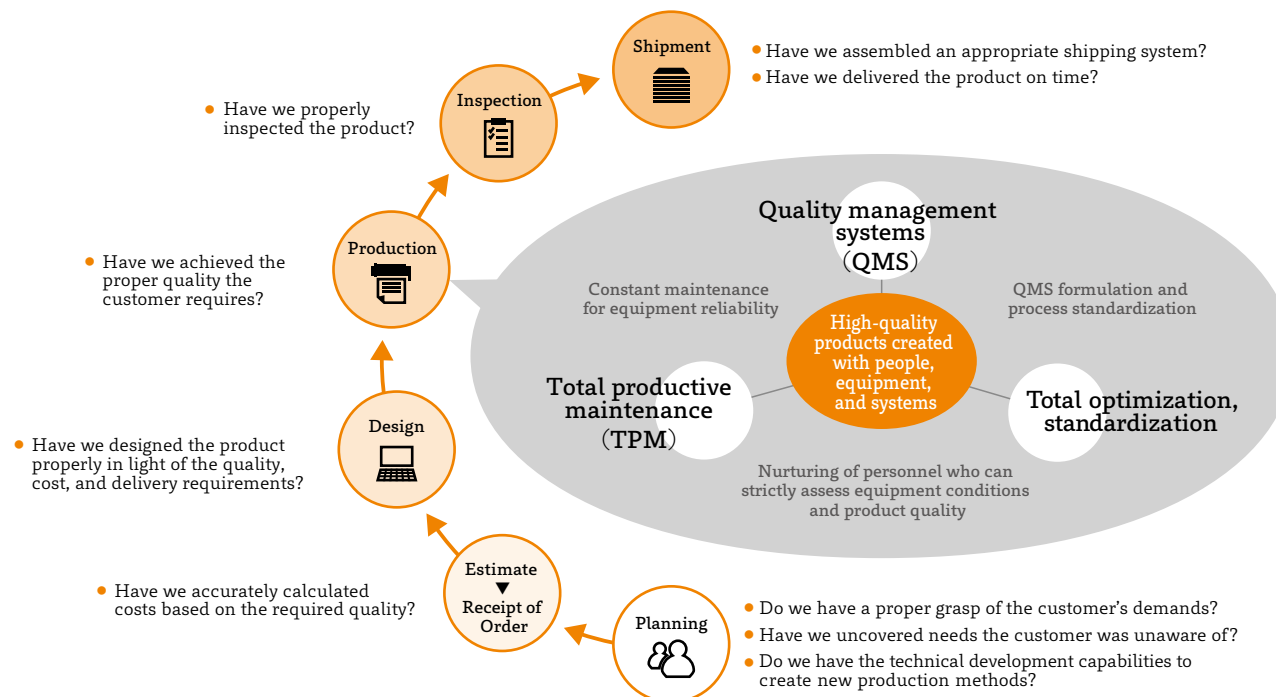 Shipment
• Have we assembled an appropriate shipping system?
• Have we delivered the product on time?
Inspection
• Have we properly
inspected the product?
Production
• Have we achieved the
proper quality the
customer requires?
Quality management
systems
(QMS)
Constant maintenance
for equipment reliability
QMS formulation and
process standardization
High-quality
products created
with people,
equipment,
and systems
Total productive
maintenance
(TPM)
Total optimization,
standardization
Nurturing of personnel who can
strictly assess equipment conditions
and product quality
Design
• Have we designed the product
properly in light of the quality,
cost, and delivery requirements?
Estimate
▼
Receipt of
Order
• Have we accurately calculated
costs based on the required quality?
Planning
• Do we have a proper grasp of the customer’s demands?
• Have we uncovered needs the customer was unaware of?
• Do we have the technical development capabilities to
create new production methods?